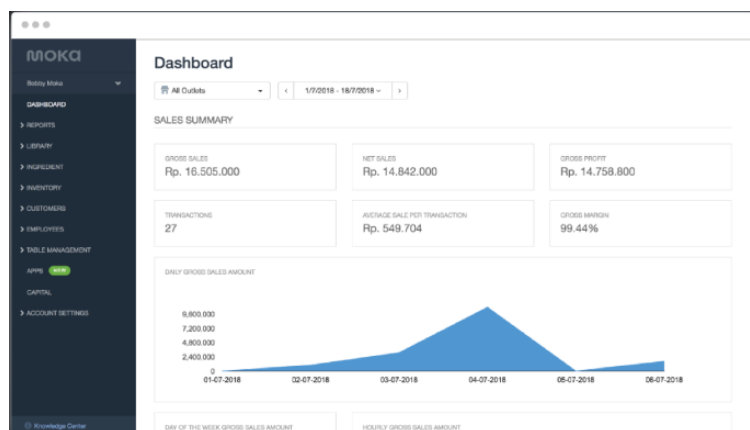 MOKA
Bobby Moka
DASHBOARD
REPORTS
LIBRARY
INGREDIENT
INVENTORY
CUSTOMERS
EMPLOYEES
TABLE MANAGEMENT
APPS NEW
CAPITAL
ACCOUNT SETTINGS
Knowledge Center
Dashboard
All Outlets
1/7/2018 - 18/7/2018
SALES SUMMARY
GROSS SALES
Rp. 16.505.000
NET SALES
Rp. 14.842.000
GROSS PROFIT
Rp. 14.758.800
TRANSACTIONS
27
AVERAGE SALE PER TRANSACTION
Rp. 549.704
GROSS MARGIN
99.44%
DAILY GROSS SALES AMOUNT
9,600.000
7,200.000
4,800.000
2,400.000
0
01-07-2018 02-07-2018 03-07-2018 04-07-2018 05-07-2018 06-07-2018
DAY OF THE WEEK GROSS SALES AMOUNT
HOURLY GROSS SALES AMOUNT